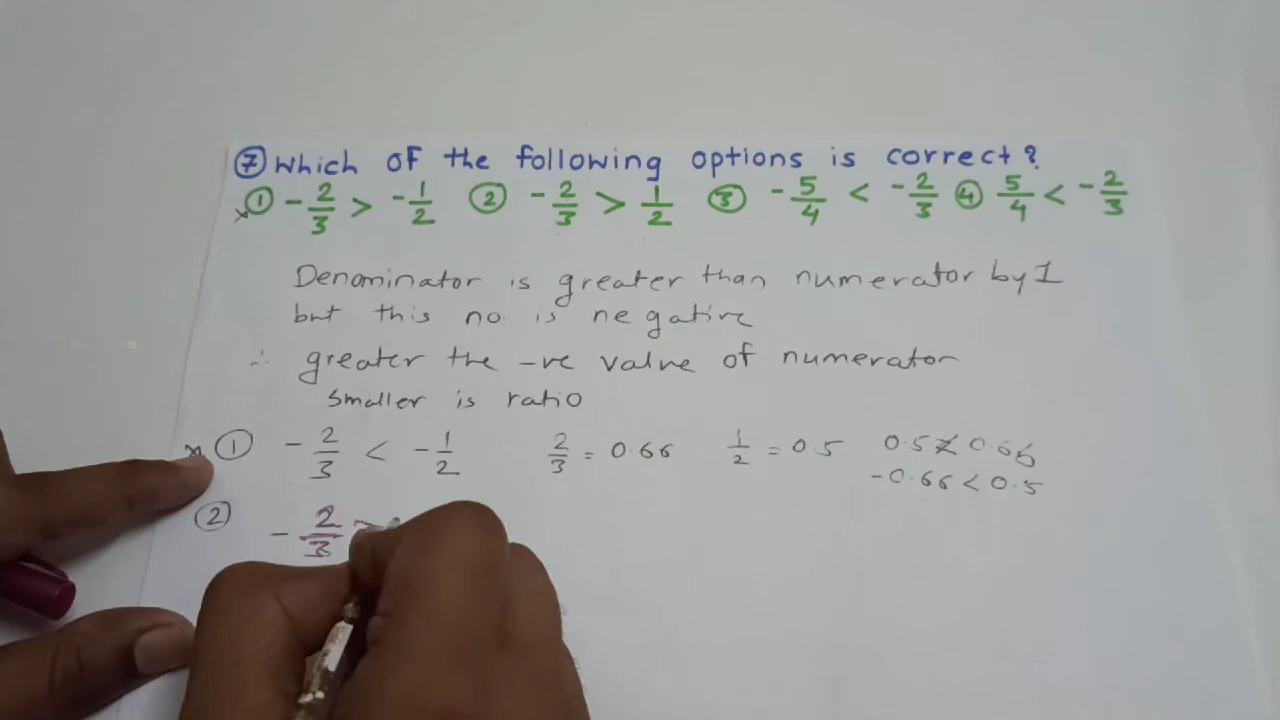 ⑦ Which of the following options is correct?
① -2/3 > -1/2 ② -2/3 > 1/2 ③ -5/4 < -2/3 ④ 5/4 < -2/3
Denominator is greater than numerator by 1
but this no is negative
∴ greater the -ve value of numerator
smaller is ratio
① -2/3 < -1/2 2/3 = 0.66 1/2 = 0.5 0.5 < 0.66
-0.66 < 0.5
② -2/3 >